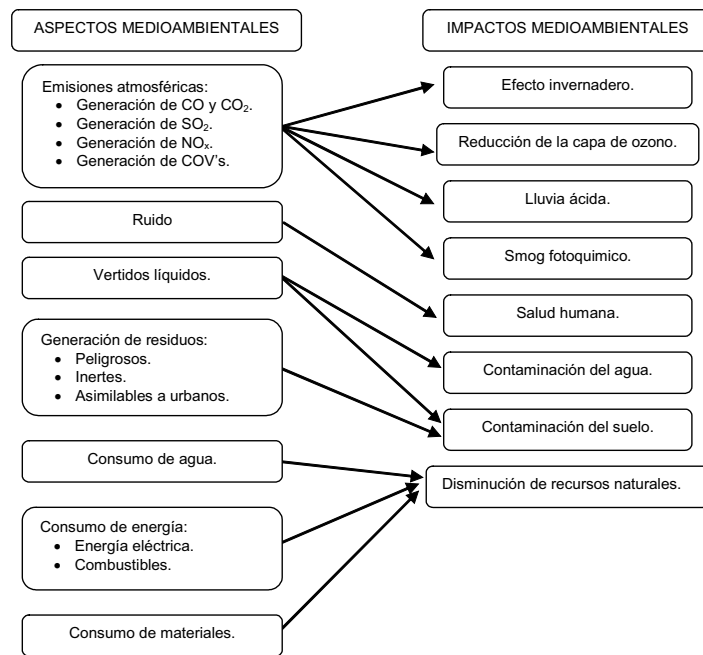 ASPECTOS MEDIOAMBIENTALES
Emisiones atmosféricas:
• Generación de CO y CO₂.
• Generación de SO₂.
• Generación de NOₓ.
• Generación de COV's.
Ruido
Vertidos líquidos.
Generación de residuos:
• Peligrosos.
• Inertes.
• Asimilables a urbanos.
Consumo de agua.
Consumo de energía:
• Energía eléctrica.
• Combustibles.
Consumo de materiales.
IMPACTOS MEDIOAMBIENTALES
Efecto invernadero.
Reducción de la capa de ozono.
Lluvia ácida.
Smog fotoquimico.
Salud humana.
Contaminación del agua.
Contaminación del suelo.
Disminución de recursos naturales.